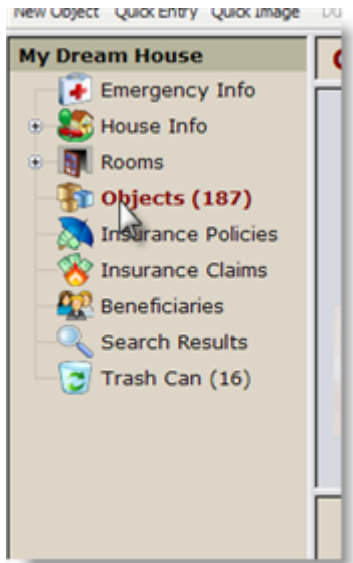 New Object Quick Entry Quick Image
My Dream House
Emergency Info
House Info
Rooms
Objects (187)
Insurance Policies
Insurance Claims
Beneficiaries
Search Results
Trash Can (16)